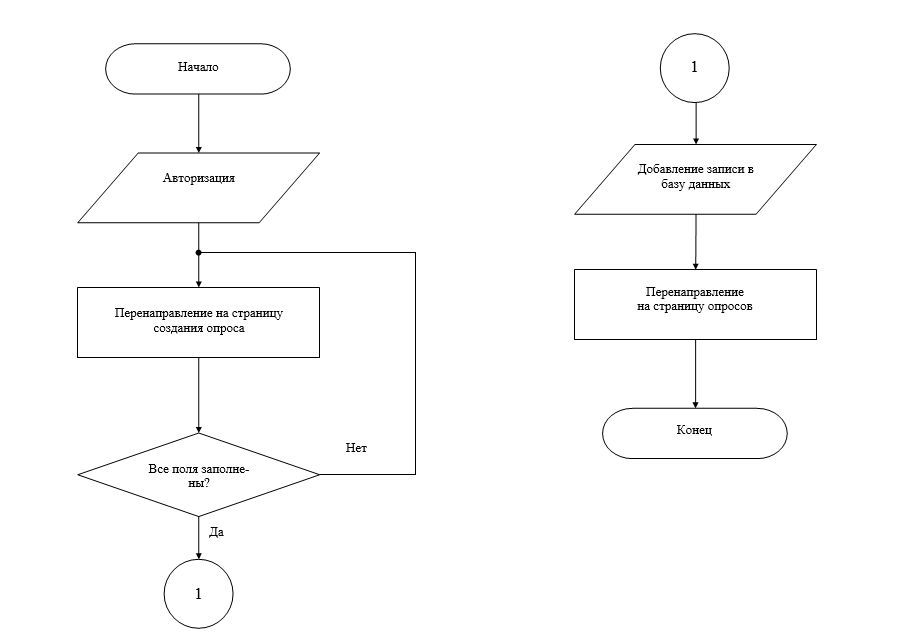 Начало
Авторизация
Перенаправление на страницу
создания опроса
Все поля заполне-
ны?
Нет
Да
1
1
Добавление записи в
базу данных
Перенаправление
на страницу опросов
Конец